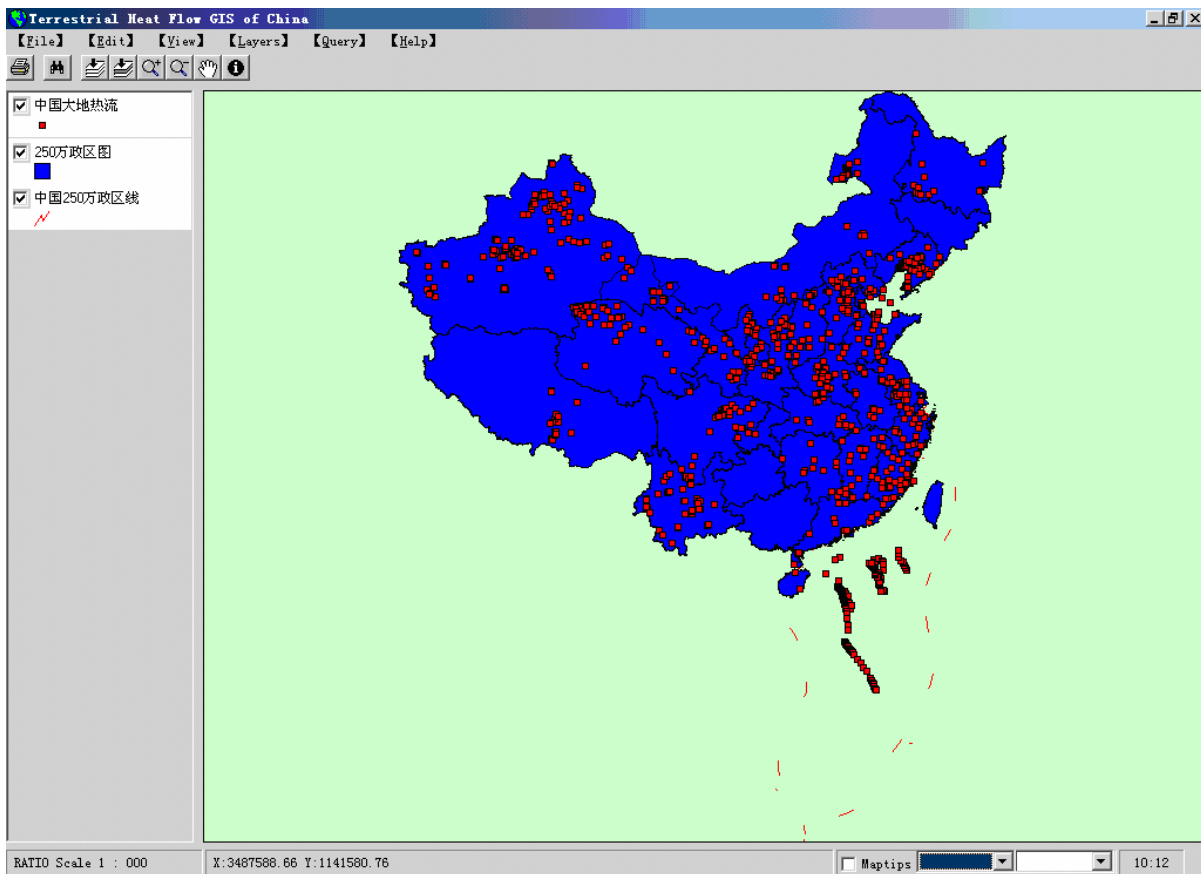 Terrestrial Heat Flow GIS of China
【File】 【Edit】 【View】 【Layers】 【Query】 【Help】
中国大地热流
250万政区图
中国250万政区线
RATIO Scale 1 : 000 X:3487588.66 Y:1141580.76 Maptips 10:12